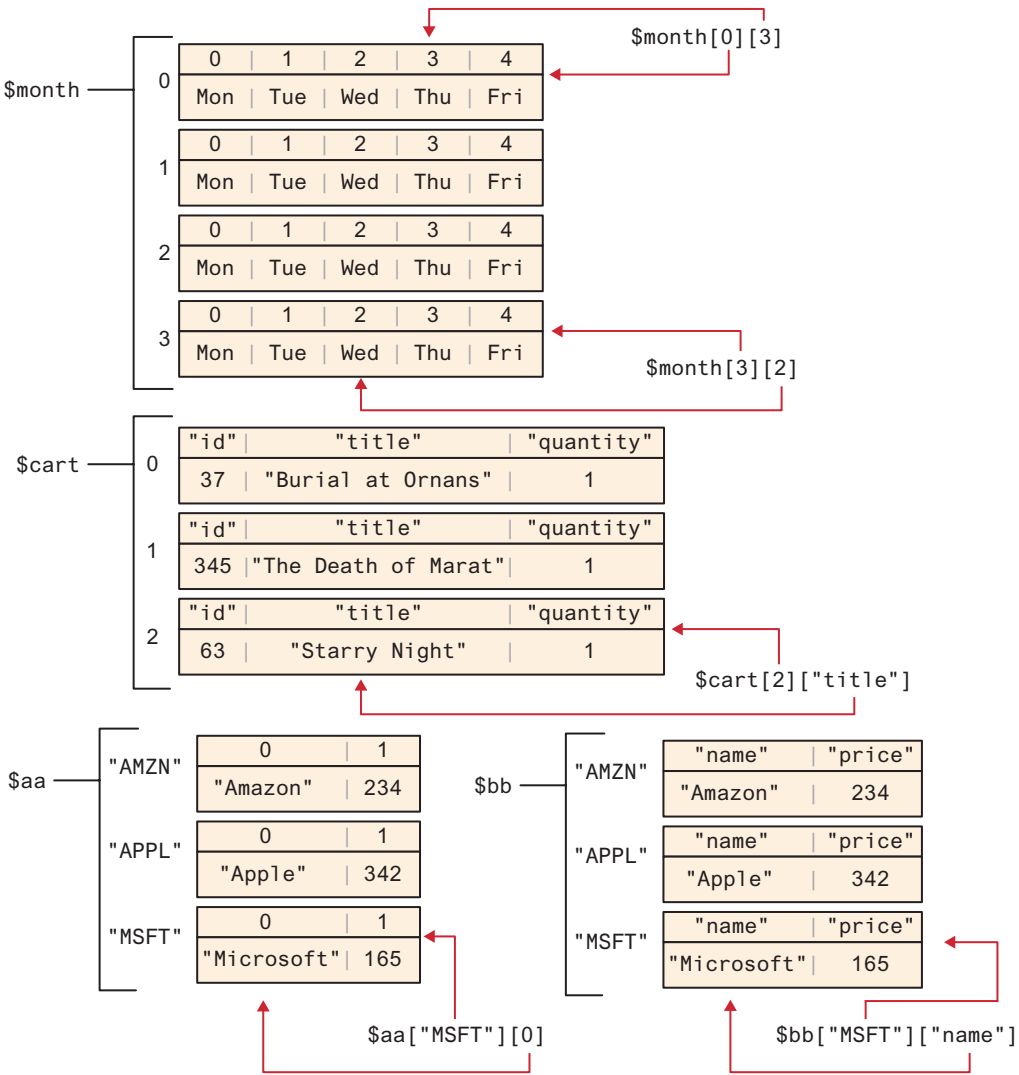 $month[0][3]
$month
0
0 | 1 | 2 | 3 | 4
Mon | Tue | Wed | Thu | Fri
1
0 | 1 | 2 | 3 | 4
Mon | Tue | Wed | Thu | Fri
2
0 | 1 | 2 | 3 | 4
Mon | Tue | Wed | Thu | Fri
3
0 | 1 | 2 | 3 | 4
Mon | Tue | Wed | Thu | Fri
$month[3][2]
$cart
0
"id" | "title" | "quantity"
37 | "Burial at Ornans" | 1
1
"id" | "title" | "quantity"
345 | "The Death of Marat" | 1
2
"id" | "title" | "quantity"
63 | "Starry Night" | 1
$cart[2]["title"]
$aa
"AMZN"
0 | 1
"Amazon" | 234
"APPL"
0 | 1
"Apple" | 342
"MSFT"
0 | 1
"Microsoft" | 165
$aa["MSFT"][0]
$bb
"AMZN"
"name" | "price"
"Amazon" | 234
"APPL"
"name" | "price"
"Apple" | 342
"MSFT"
"name" | "price"
"Microsoft" | 165
$bb["MSFT"]["name"]